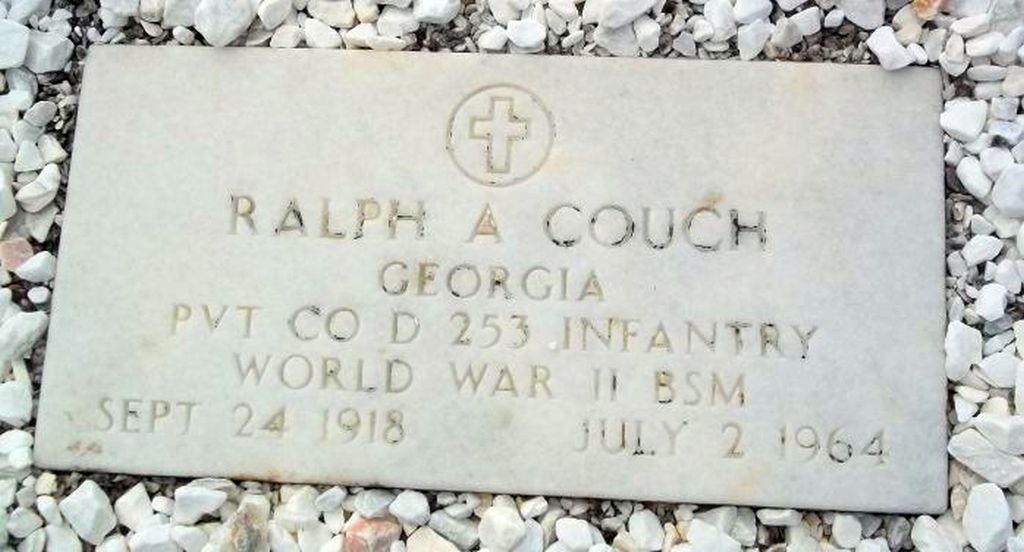 RALPH A COUCH
GEORGIA
PVT CO D 253 INFANTRY
WORLD WAR II BSM
SEPT 24 1918 JULY 2 1964